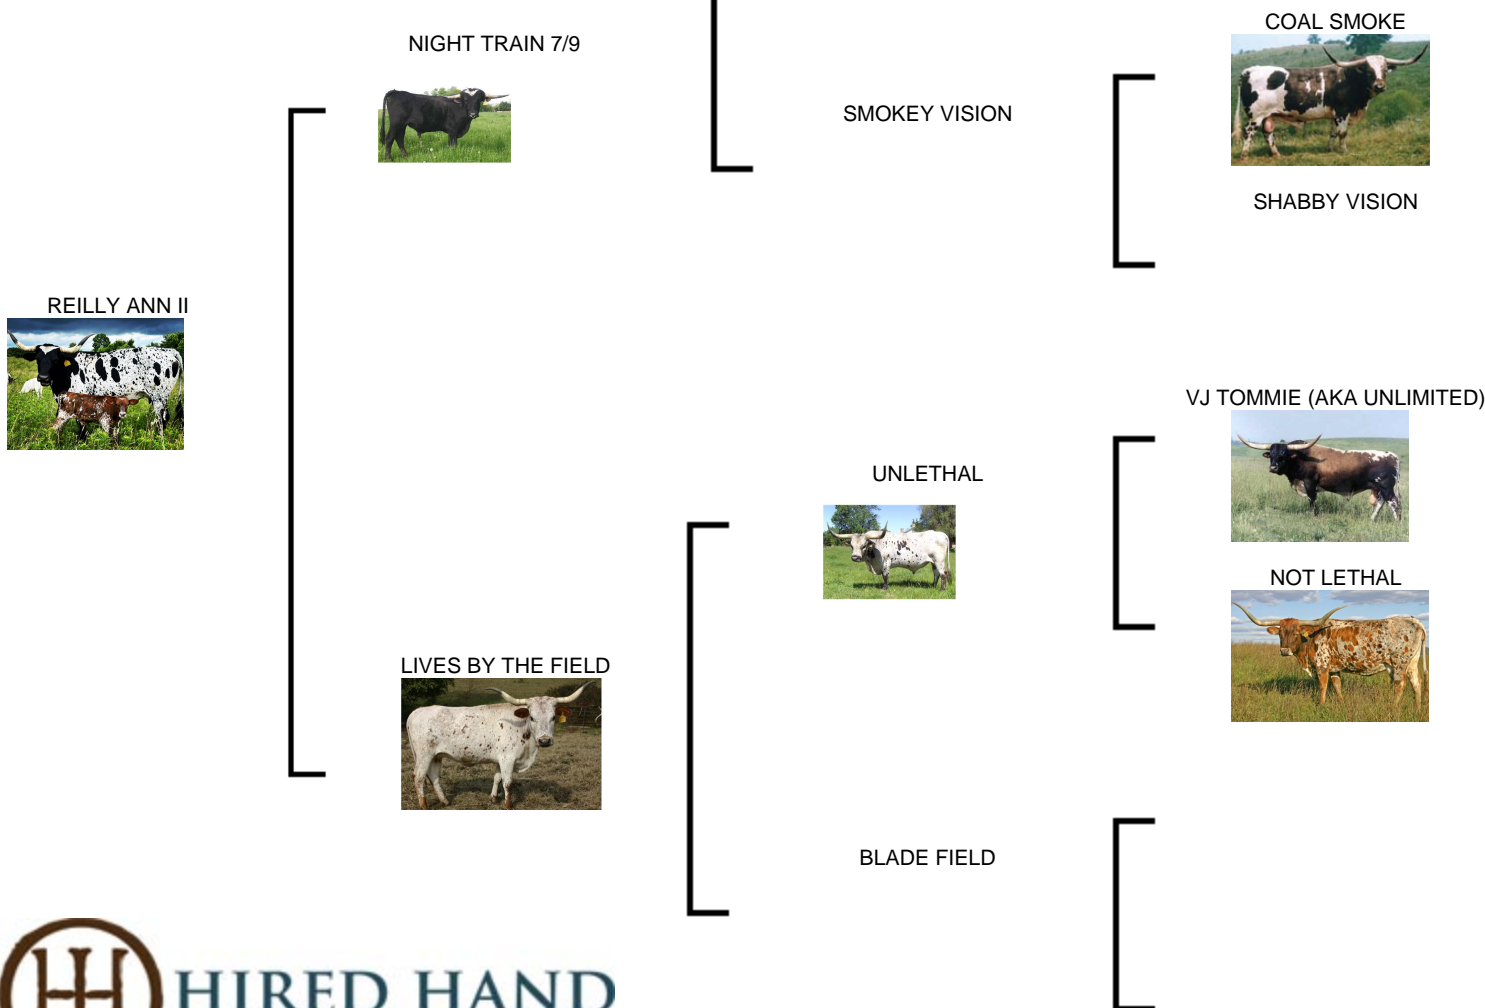 COAL SMOKE
NIGHT TRAIN 7/9
SMOKEY VISION
SHABBY VISION
REILLY ANN II
VJ TOMMIE (AKA UNLIMITED)
UNLETHAL
NOT LETHAL
LIVES BY THE FIELD
BLADE FIELD
HIRED HAND